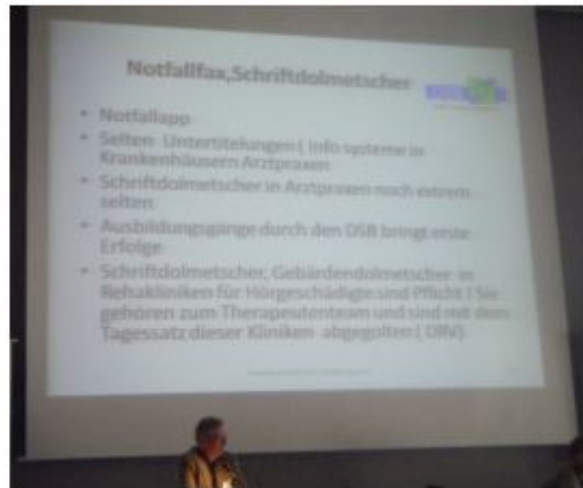 Notfallfax,Schriftdolmetscher
• Notfallapp
• Selten Untertitelungen ( Info systeme in
Krankenhäusern Arztpraxen
• Schriftdolmetscher in Arztpraxen noch extrem
selten
• Ausbildungsgänge durch den DSB bringt erste
Erfolge
• Schriftdolmetscher, Gebärdendolmetscher in
Rehakliniken für Hörgeschädigte sind Pflicht ! Sie
gehören zum Therapeutenteam und sind mit dem
Tagessatz dieser Kliniken abgegolten ( DRV)